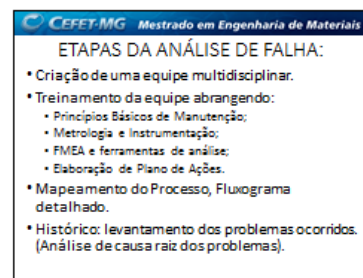 CEFET-MG Mestrado em Engenharia de Materiais
ETAPAS DA ANÁLISE DE FALHA:
• Criação de uma equipe multidisciplinar.
• Treinamento da equipe abrangendo:
• Princípios Básicos de Manutenção;
• Metrologia e Instrumentação;
• FMEA e ferramentas de análise;
• Elaboração de Plano de Ações.
• Mapeamento do Processo, Fluxograma
detalhado.
• Histórico: levantamento dos problemas ocorridos.
(Análise de causa raiz dos problemas).